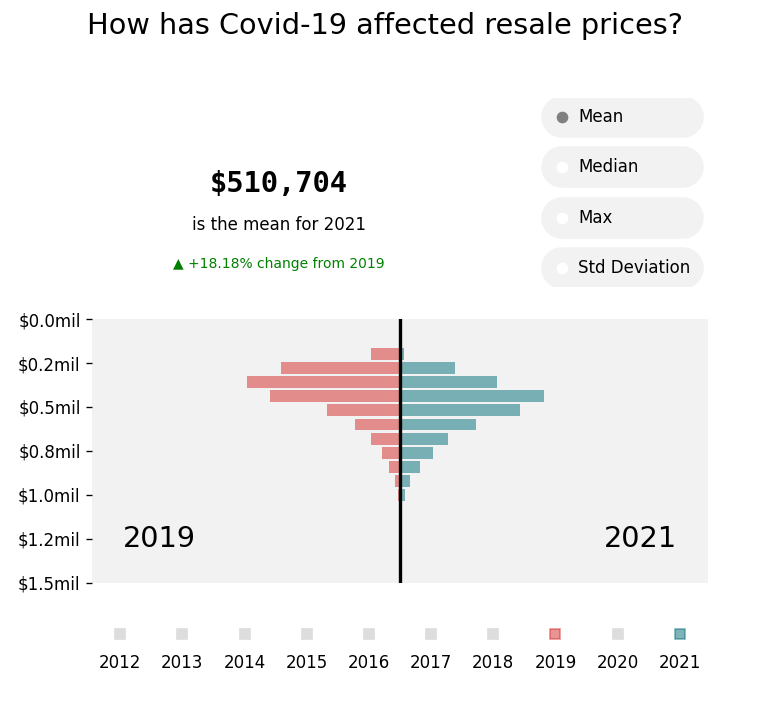 How has Covid-19 affected resale prices?
Mean
$510,704
Median
is the mean for 2021
Max
▲ +18.18% change from 2019
Std Deviation
$0.0mil
$0.2mil
$0.5mil
$0.8mil
$1.0mil
$1.2mil
$1.5mil
2019
2021
2012 2013 2014 2015 2016 2017 2018 2019 2020 2021